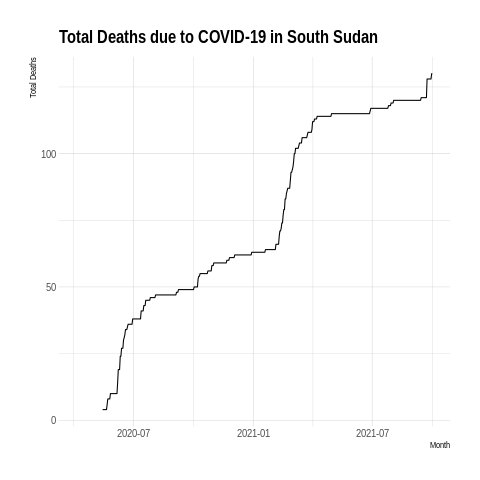 Total Deaths due to COVID-19 in South Sudan
Total Deaths
100
50
0
2020-07 2021-01 2021-07
Month